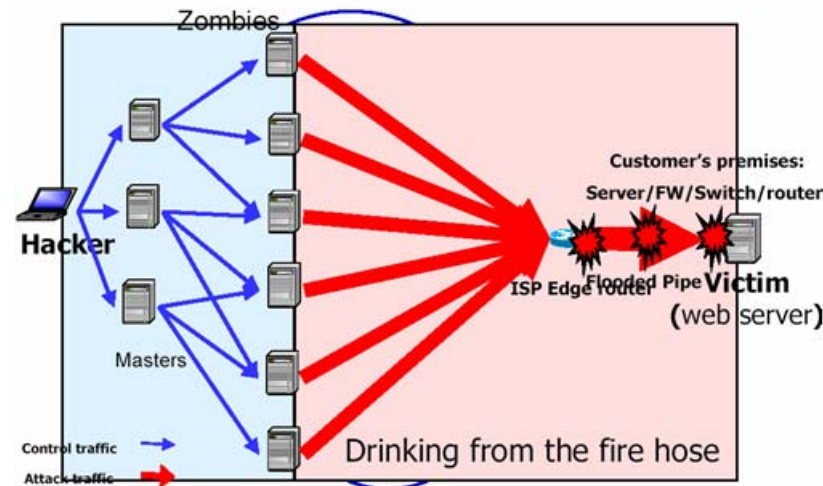 Zombies
Customer's premises:
Server/FW/Switch/router
Hacker
ISP Edge router
Flooded Pipe
Victim
(web server)
Masters
Control traffic
Attack traffic
Drinking from the fire hose